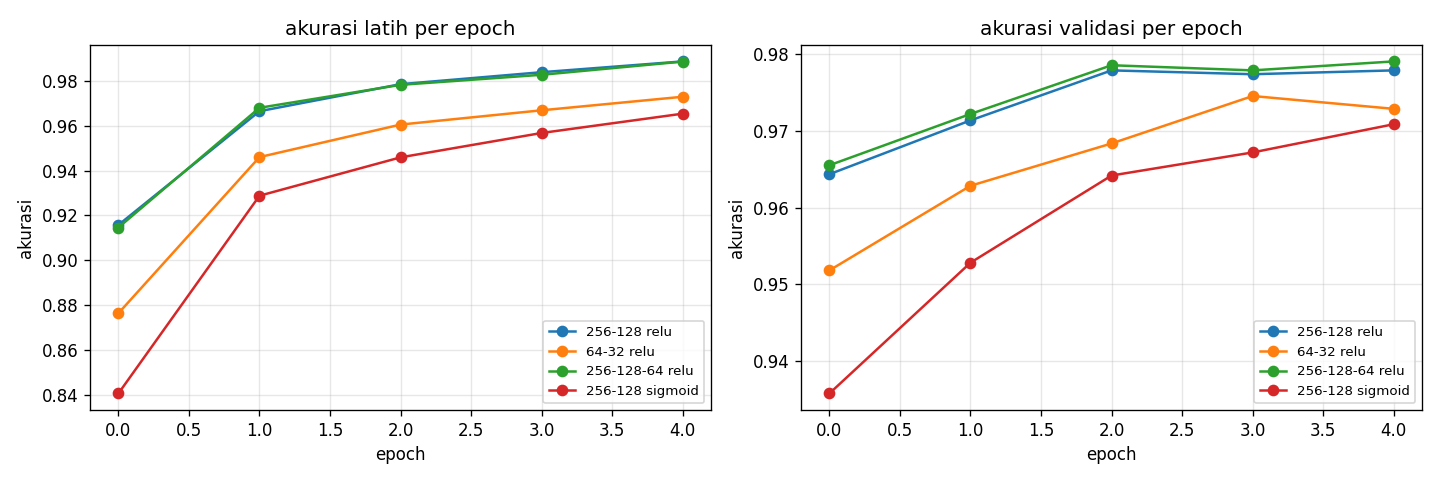 akurasi latih per epoch
akurasi
0.98
0.96
0.94
0.92
0.90
0.88
0.86
0.84
256-128 relu
64-32 relu
256-128-64 relu
256-128 sigmoid
0.0 0.5 1.0 1.5 2.0 2.5 3.0 3.5 4.0
epoch
akurasi validasi per epoch
akurasi
0.98
0.97
0.96
0.95
0.94
256-128 relu
64-32 relu
256-128-64 relu
256-128 sigmoid
0.0 0.5 1.0 1.5 2.0 2.5 3.0 3.5 4.0
epoch